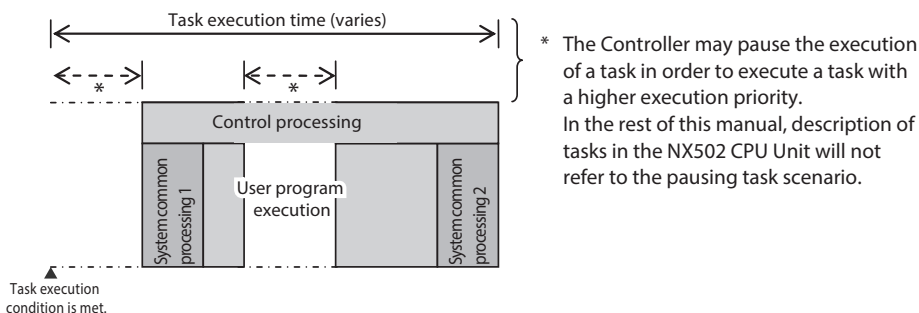 Task execution time (varies)
*
*
Control processing
System common
processing 1
User program
execution
System common
processing 2
Task execution
condition is met.
* The Controller may pause the execution
of a task in order to execute a task with
a higher execution priority.
In the rest of this manual, description of
tasks in the NX502 CPU Unit will not
refer to the pausing task scenario.